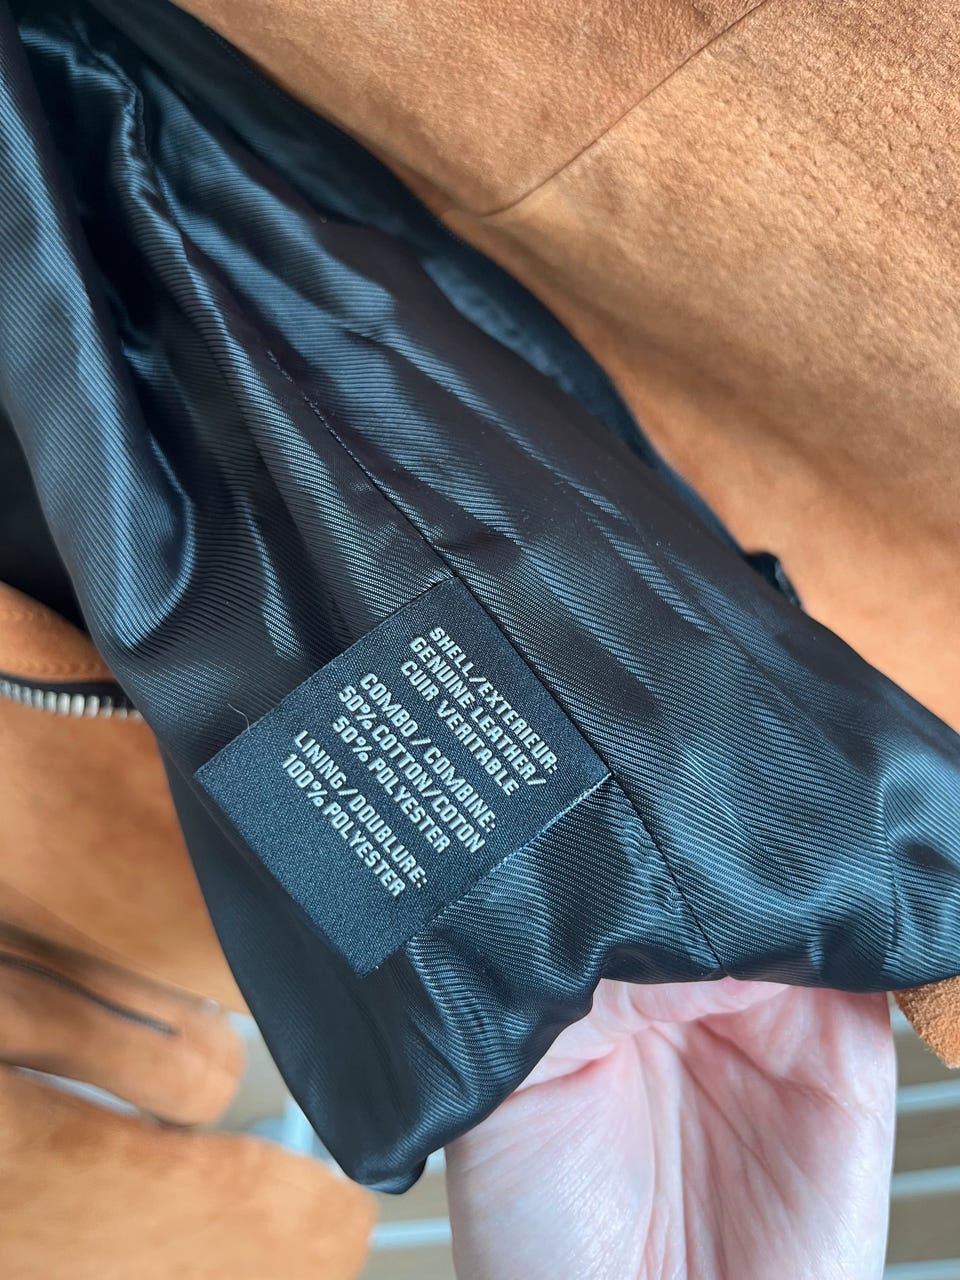 SHELL/EXTERIEUR:
GENUINE LEATHER/
CUIR VERITABLE
COMBO/COMBINE:
50% COTTON/COTON
50% POLYESTER
LINING/DOUBLURE:
100% POLYESTER